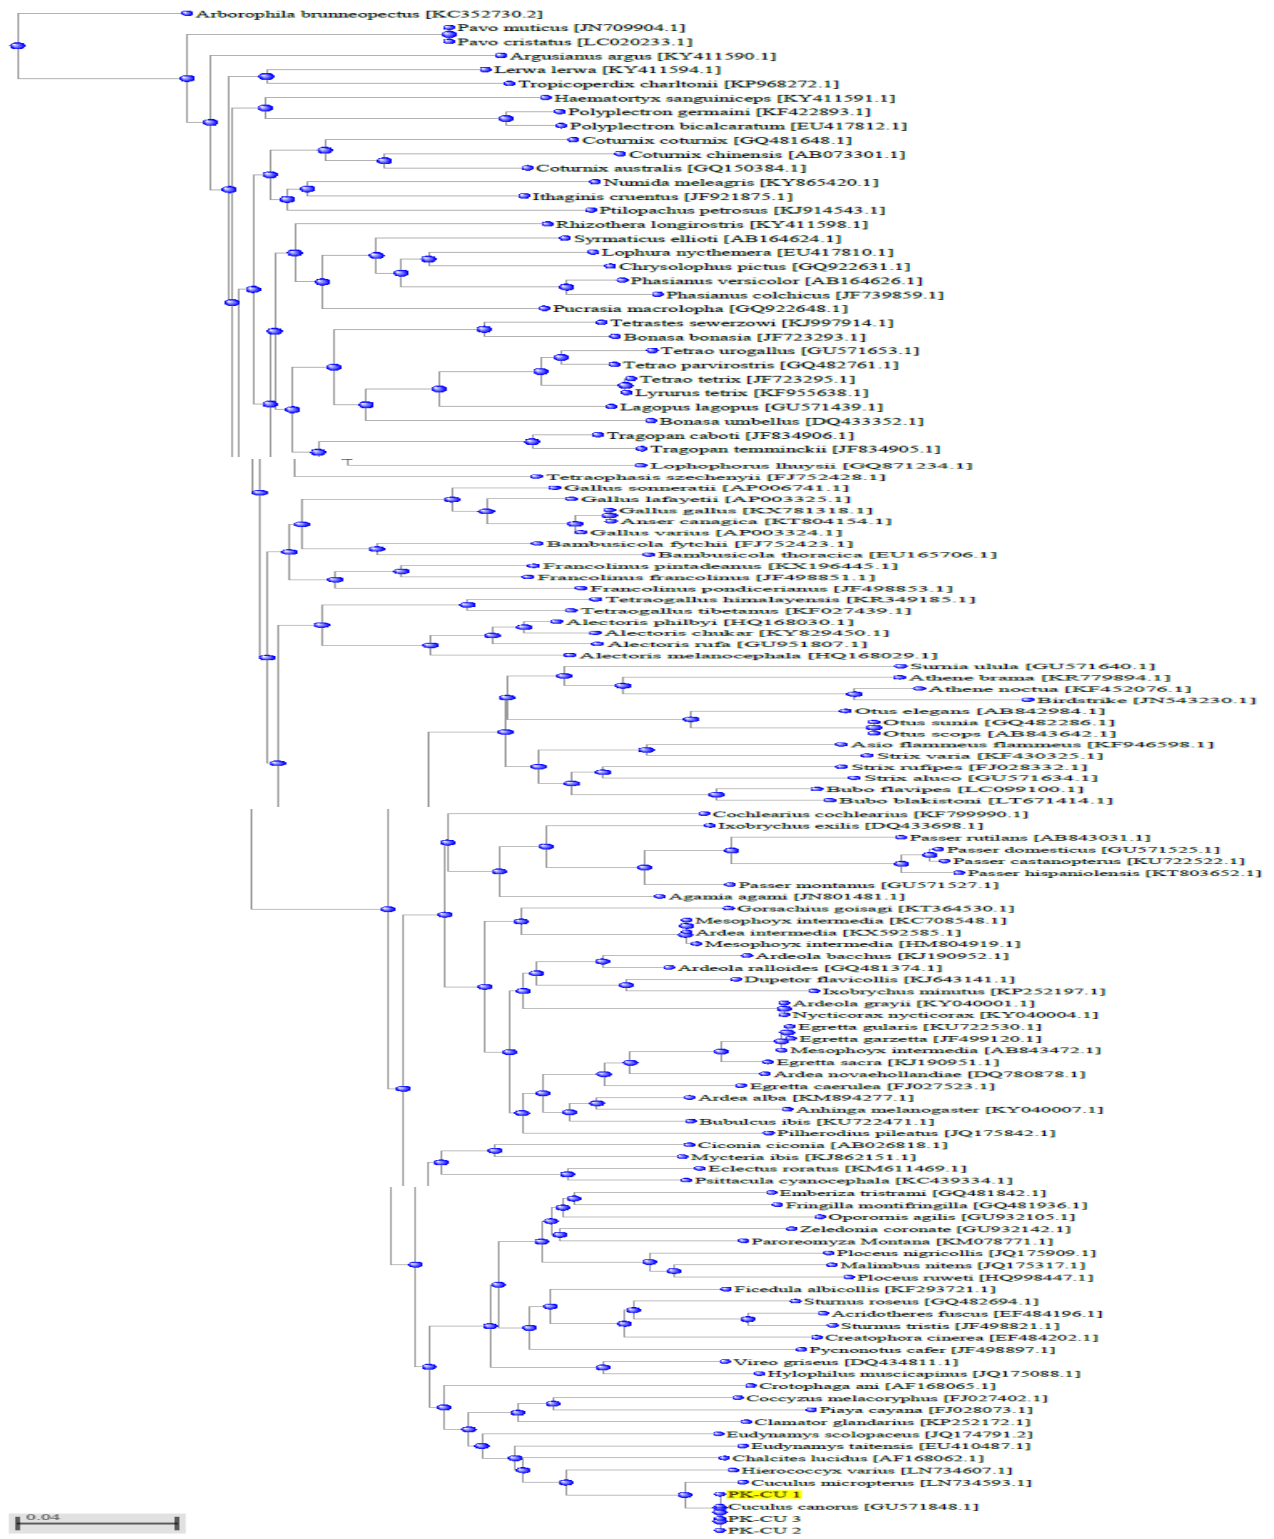 Arborophila brunneopectus [KC352730.2]
Pavo muticus [JN709904.1]
Pavo cristatus [LC020233.1]
Argusianus argus [KY411590.1]
Lerwa lerwa [KY411594.1]
Tropicoperdix charltonii [KP968272.1]
Haematortyx sanguiniceps [KY411591.1]
Polyplectron germaini [KF422893.1]
Polyplectron bicalcaratum [EU417812.1]
Coturnix coturnix [GQ481648.1]
Coturnix chinensis [AB073301.1]
Coturnix australis [GQ150384.1]
Numida meleagris [KY865420.1]
Ithaginis cruentus [JF921875.1]
Ptilopachus petrosus [KJ914543.1]
Rhizothera longirostris [KY411598.1]
Syrmaticus ellioti [AB164624.1]
Lophura nycthemera [EU417810.1]
Chrysolophus pictus [GQ922631.1]
Phasianus versicolor [AB164626.1]
Phasianus colchicus [JF739859.1]
Pucrasia macrolopha [GQ922648.1]
Tetrastes sewerzowi [KJ997914.1]
Bonasa bonasia [JF723293.1]
Tetrao urogallus [GU571653.1]
Tetrao parvirostris [GQ482761.1]
Tetrao tetrix [JF723295.1]
Lyrurus tetrix [KF955638.1]
Lagopus lagopus [GU571439.1]
Bonasa umbellus [DQ433352.1]
Tragopan caboti [JF834906.1]
Tragopan temminckii [JF834905.1]
Lophophorus lhuysii [GQ871234.1]
Tetraophasis szechenyii [FJ752428.1]
Gallus sonneratii [AP006741.1]
Gallus lafayetii [AP003325.1]
Gallus gallus [KX781318.1]
Anser canagica [KT804154.1]
Gallus varius [AP003324.1]
Bambusicola fytchii [FJ752423.1]
Bambusicola thoracica [EU165706.1]
Francolinus pintadeanus [KX196445.1]
Francolinus francolinus [JF498851.1]
Francolinus pondicerianus [JF498853.1]
Tetraogallus himalayensis [KR349185.1]
Tetraogallus tibetanus [KF027439.1]
Alectoris philbyi [HQ168030.1]
Alectoris chukar [KY829450.1]
Alectoris rufa [GU951807.1]
Alectoris melanocephala [HQ168029.1]
Surnia ulula [GU571640.1]
Athene brama [KR779894.1]
Athene noctua [KF452076.1]
Birdstrike [JN543230.1]
Otus elegans [AB842984.1]
Otus sunia [GQ482286.1]
Otus scops [AB843642.1]
Asio flammeus flammeus [KF946598.1]
Strix varia [KF430325.1]
Strix rufipes [FJ028332.1]
Strix aluco [GU571634.1]
Bubo flavipes [LC099100.1]
Bubo blakistoni [LT671414.1]
Cochlearius cochlearius [KF799990.1]
Ixobrychus exilis [DQ433698.1]
Passer rutilans [AB843031.1]
Passer domesticus [GU571525.1]
Passer castanopterus [KU722522.1]
Passer hispaniolensis [KT803652.1]
Passer montanus [GU571527.1]
Agamia agami [JN801481.1]
Gorsachius goisagi [KT364530.1]
Mesophoyx intermedia [KC708548.1]
Ardea intermedia [KX592585.1]
Mesophoyx intermedia [HM804919.1]
Ardeola bacchus [KJ190952.1]
Ardeola ralloides [GQ481374.1]
Dupetor flavicollis [KJ643141.1]
Ixobrychus minutus [KP252197.1]
Ardeola grayii [KY040001.1]
Nycticorax nycticorax [KY040004.1]
Egretta gularis [KU722530.1]
Egretta garzetta [JF499120.1]
Mesophoyx intermedia [AB843472.1]
Egretta sacra [KJ190951.1]
Ardea novaehollandiae [DQ780878.1]
Egretta caerulea [FJ027523.1]
Ardea alba [KM894277.1]
Anhinga melanogaster [KY040007.1]
Bubulcus ibis [KU722471.1]
Pilherodius pileatus [JQ175842.1]
Ciconia ciconia [AB026818.1]
Mycteria ibis [KJ862151.1]
Eclectus roratus [KM611469.1]
Psittacula cyanocephala [KC439334.1]
Emberiza tristrami [GQ481842.1]
Fringilla montifringilla [GQ481936.1]
Oporornis agilis [GU932105.1]
Zeledonia coronate [GU932142.1]
Paroreomyza Montana [KM078771.1]
Ploceus nigricollis [JQ175909.1]
Malimbus nitens [JQ175317.1]
Ploceus ruweti [HQ998447.1]
Ficedula albicollis [KF293721.1]
Sturnus roseus [GQ482694.1]
Acridotheres fuscus [EF484196.1]
Sturnus tristis [JF498821.1]
Creatophora cinerea [EF484202.1]
Pycnonotus cafer [JF498897.1]
Vireo griseus [DQ434811.1]
Hylophilus muscicapinus [JQ175088.1]
Crotophaga ani [AF168065.1]
Coccyzus melacoryphus [FJ027402.1]
Piaya cayana [FJ028073.1]
Clamator glandarius [KP252172.1]
Eudynamys scolopaceus [JQ174791.2]
Eudynamys taitensis [EU410487.1]
Chalcites lucidus [AF168062.1]
Hierococcyx varius [LN734607.1]
Cuculus micropterus [LN734593.1]
PK-CU 1
Cuculus canorus [GU571848.1]
PK-CU 3
PK-CU 2
0.04